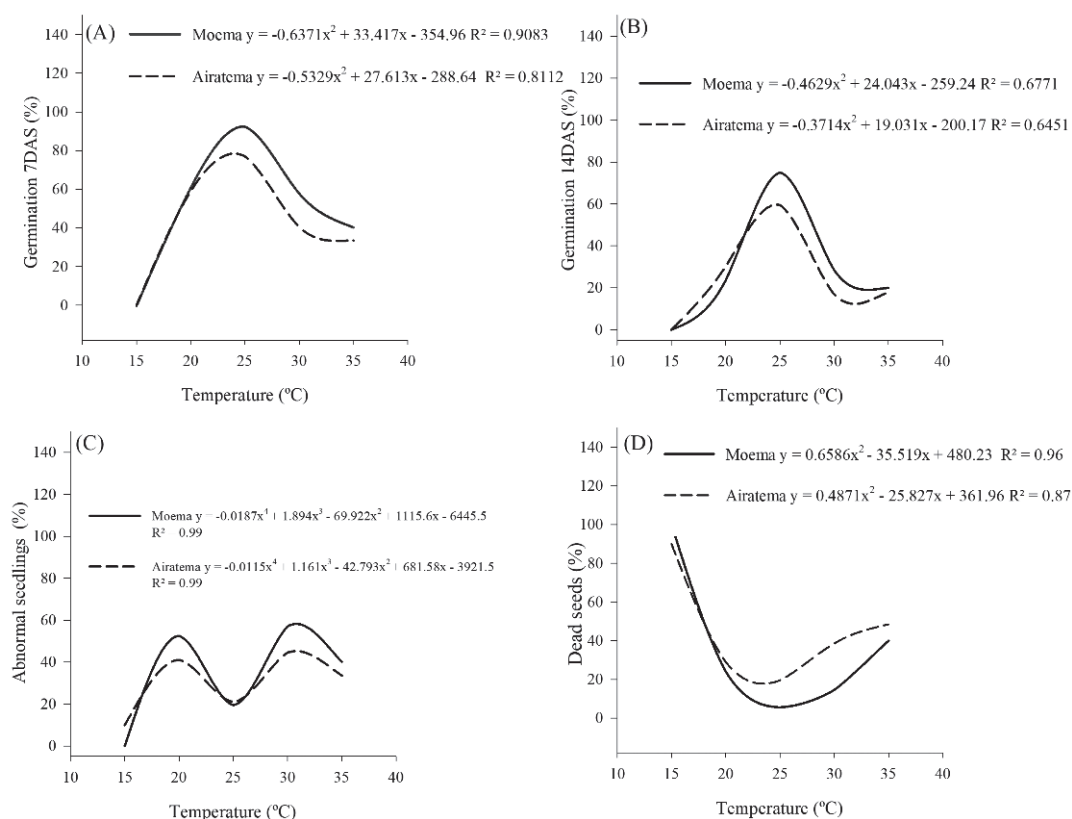 (A)
Moema y = -0,6371x² + 33,417x - 354,96 R² = 0,9083
Airatema y = -0.5329x² + 27.613x - 288.64 R² = 0,8112
Germination 7DAS (%)
140
120
100
80
60
40
20
0
10 15 20 25 30 35 40
Temperature (ºC)
(B)
Moema y = -0.4629x² + 24.043x - 259.24 R² = 0.6771
Airatema y = -0.3714x² + 19.031x - 200.17 R² = 0.6451
Germination 14DAS (%)
140
120
100
80
60
40
20
0
10 15 20 25 30 35 40
Temperature (ºC)
(C)
Moema y = -0.0187x⁴ + 1.894x³ - 69.922x² + 1115.6x - 6445.5
R² = 0.99
Airatema y = -0.0115x⁴ + 1.161x³ - 42.793x² + 681.58x - 3921.5
R² = 0.99
Abnormal seedlings (%)
140
120
100
80
60
40
20
0
10 15 20 25 30 35 40
Temperature (ºC)
(D)
Moema y = 0.6586x² - 35.519x + 480.23 R² = 0.96
Airatema y = 0.4871x² - 25.827x + 361.96 R² = 0.87
Dead seeds (%)
140
120
100
80
60
40
20
0
10 15 20 25 30 35 40
Temperature (ºC)